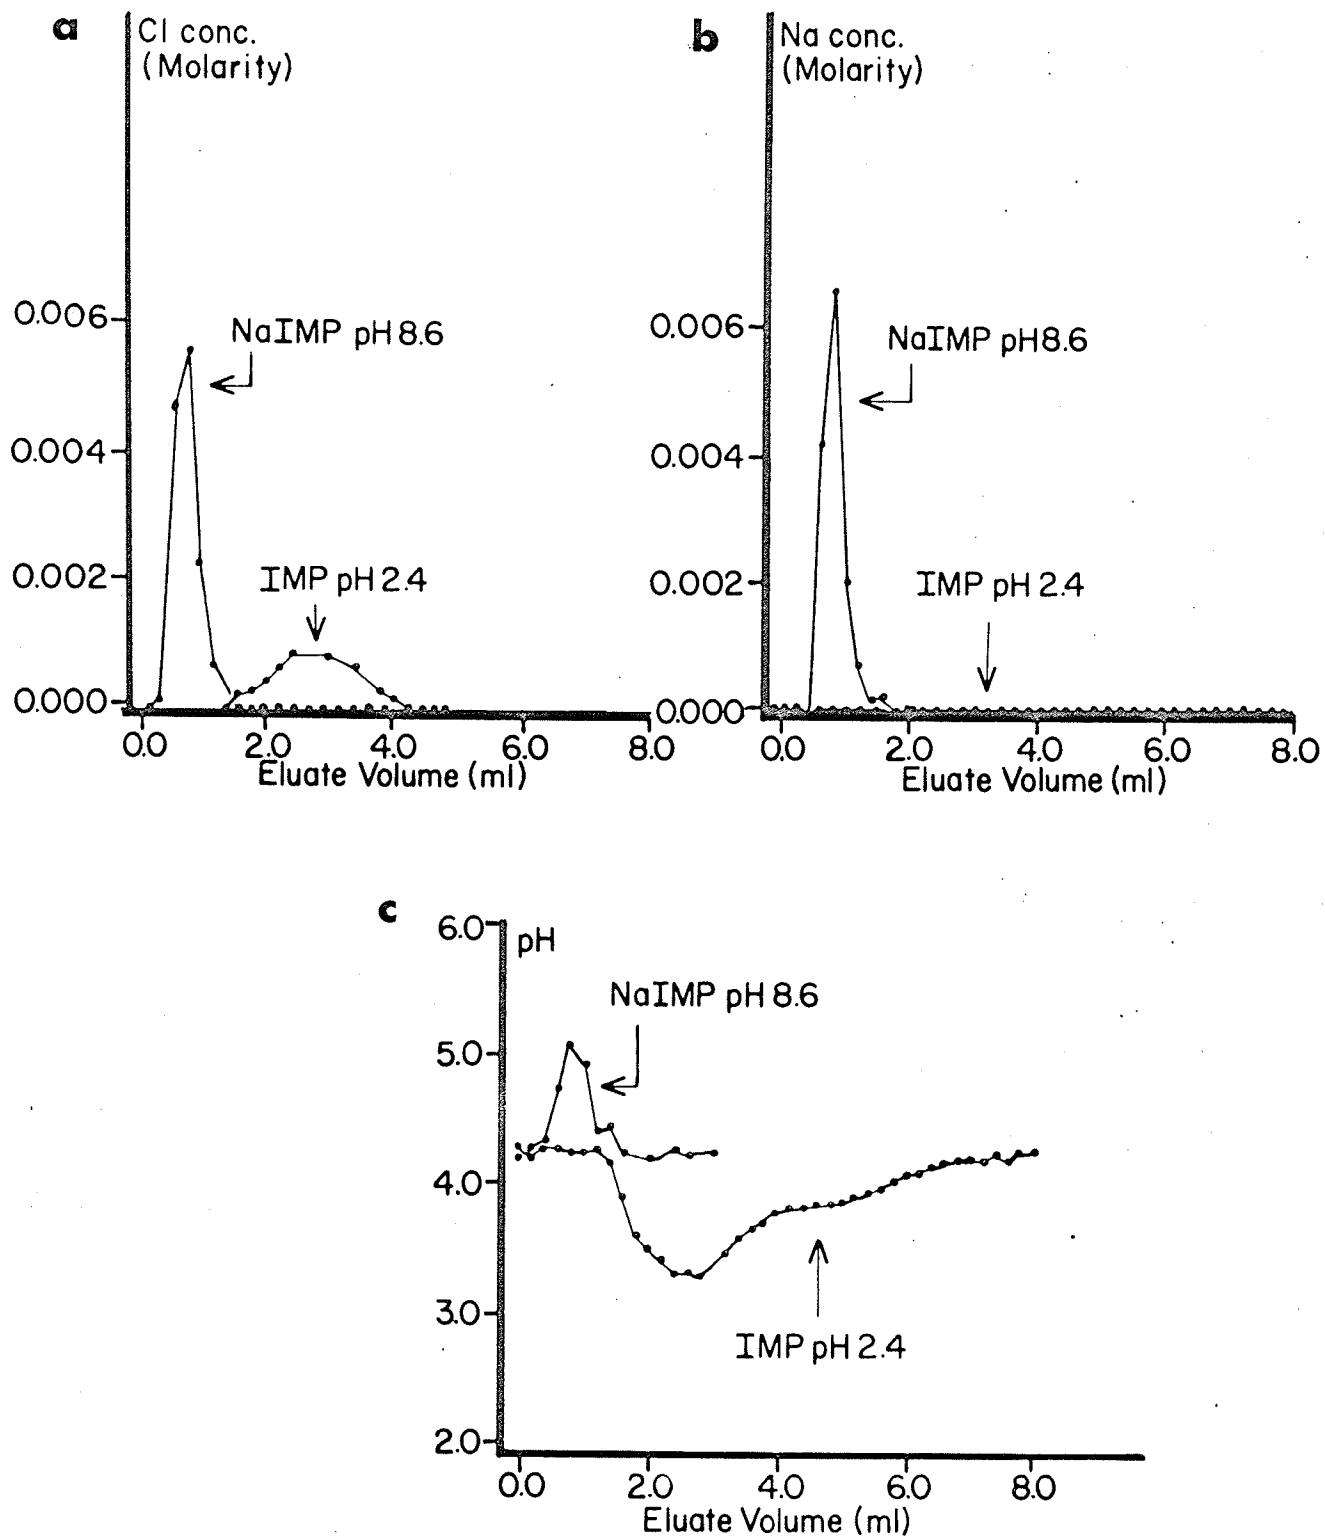 a
Cl conc.
(Molarity)
0.006
0.004
0.002
0.000
NaIMP pH 8.6
IMP pH 2.4
0.0 2.0 4.0 6.0 8.0
Eluate Volume (ml)
b
Na conc.
(Molarity)
0.006
0.004
0.002
0.000
NaIMP pH 8.6
IMP pH 2.4
0.0 2.0 4.0 6.0 8.0
Eluate Volume (ml)
c
pH
6.0
5.0
4.0
3.0
2.0
NaIMP pH 8.6
IMP pH 2.4
0.0 2.0 4.0 6.0 8.0
Eluate Volume (ml)